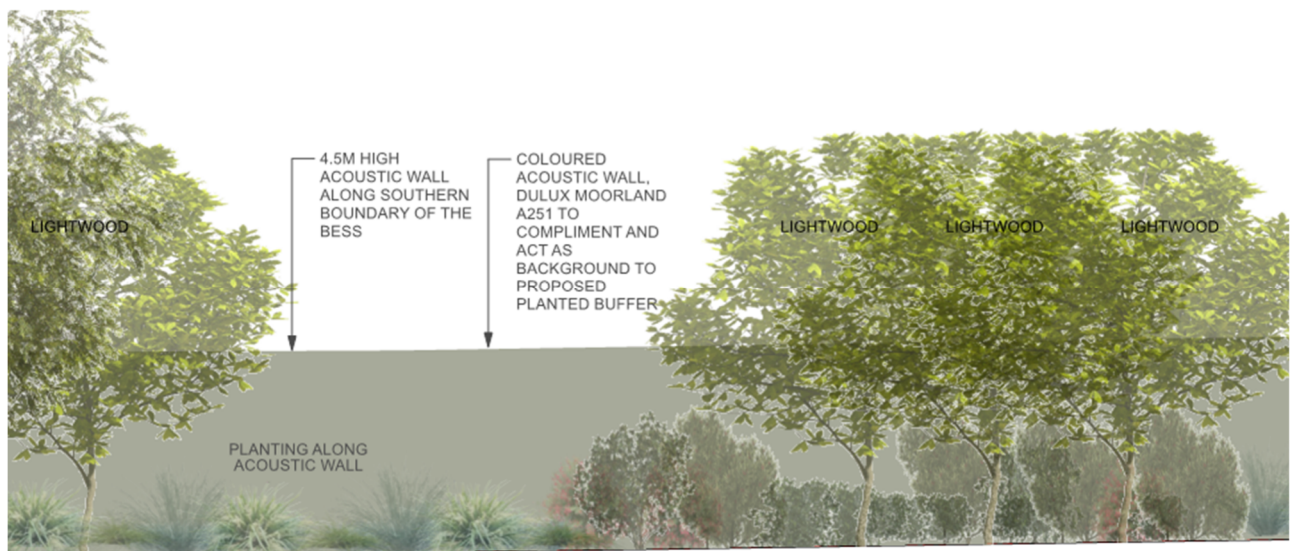 4.5M HIGH
ACOUSTIC WALL
ALONG SOUTHERN
BOUNDARY OF THE
BESS
COLOURED
ACOUSTIC WALL,
DULUX MOORLAND
A251 TO
COMPLIMENT AND
ACT AS
BACKGROUND TO
PROPOSED
PLANTED BUFFER
LIGHTWOOD
LIGHTWOOD
LIGHTWOOD
LIGHTWOOD
PLANTING ALONG
ACOUSTIC WALL